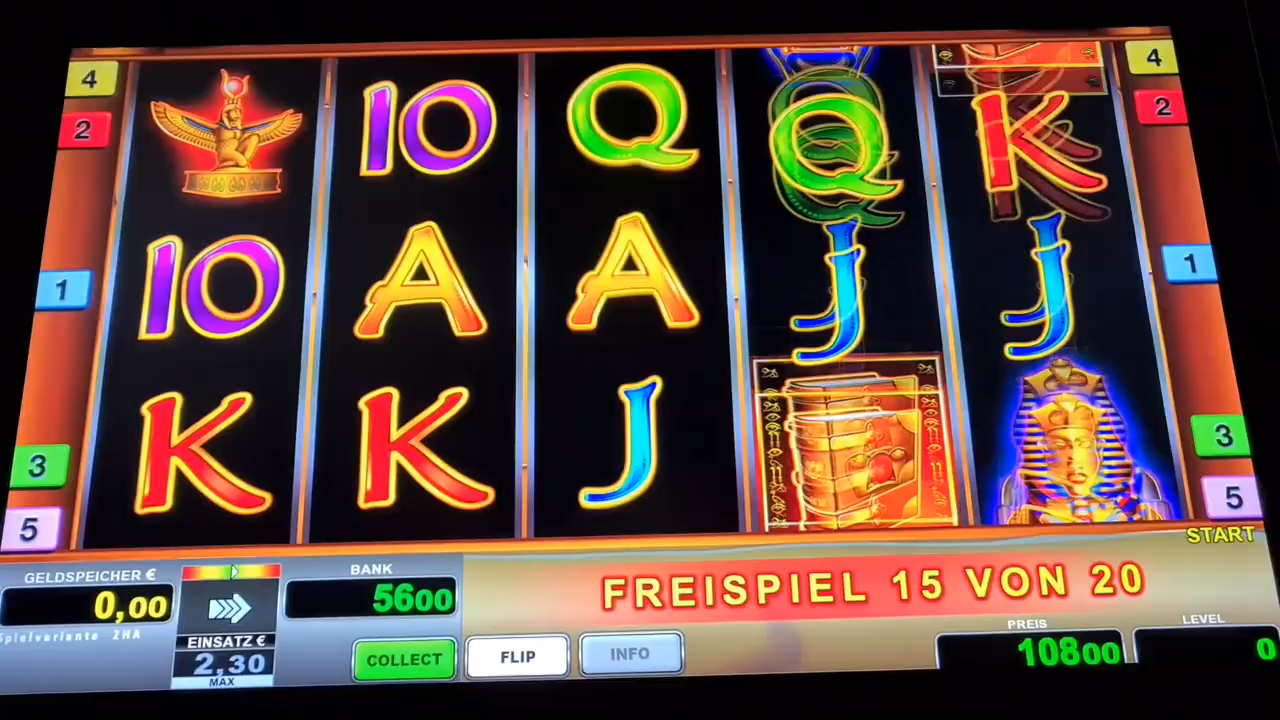 4
4
2
2
10
Q
Q
K
1
1
10
A
A
J
J
3
3
K
K
J
5
5
START
GELDSPEICHER €
BANK
0,00
5600
FREISPIEL 15 VON 20
Spielvariante 2HA
EINSATZ €
2,30
MAX
COLLECT
FLIP
INFO
PREIS
10800
LEVEL
0